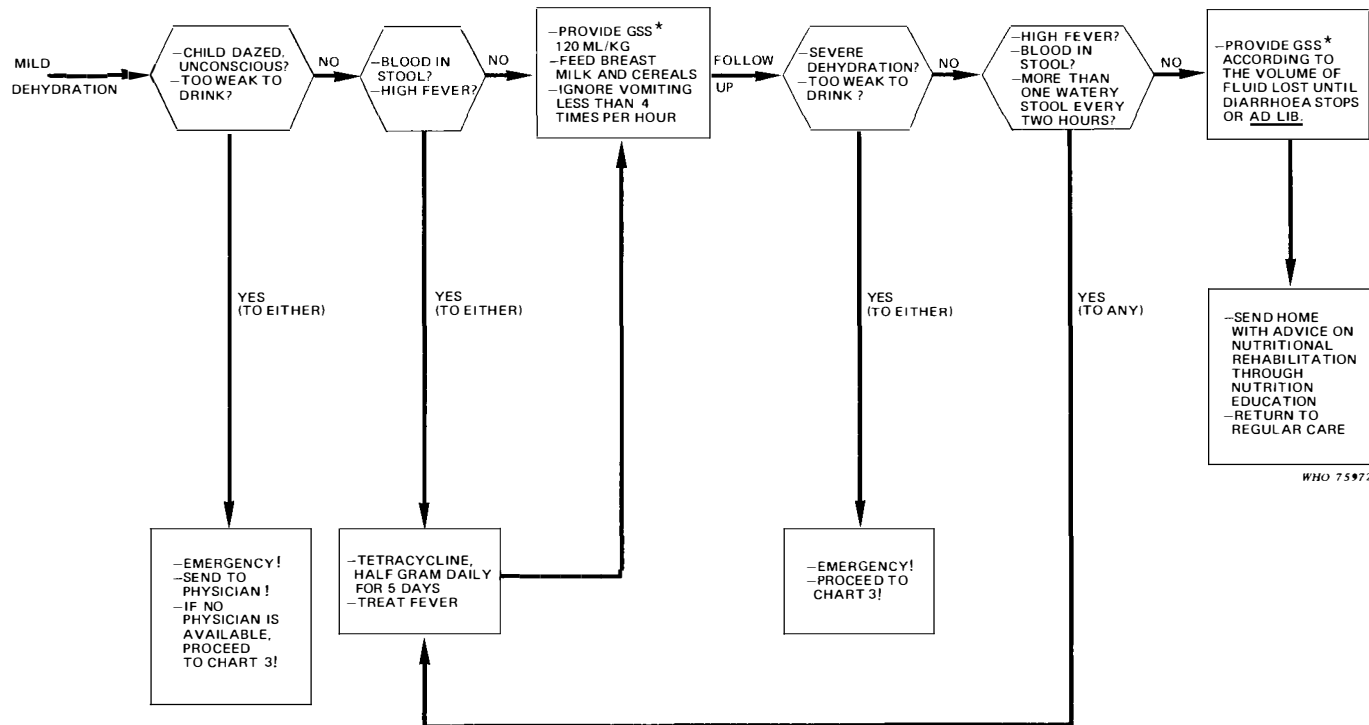 MILD
DEHYDRATION
–CHILD DAZED,
UNCONSCIOUS?
–TOO WEAK TO
DRINK?
NO
–BLOOD IN
STOOL?
–HIGH FEVER?
NO
–PROVIDE GSS*
120 ML/KG
–FEED BREAST
MILK AND CEREALS
–IGNORE VOMITING
LESS THAN 4
TIMES PER HOUR
FOLLOW
UP
–SEVERE
DEHYDRATION?
–TOO WEAK TO
DRINK ?
NO
–HIGH FEVER?
–BLOOD IN
STOOL?
–MORE THAN
ONE WATERY
STOOL EVERY
TWO HOURS?
NO
–PROVIDE GSS*
ACCORDING TO
THE VOLUME OF
FLUID LOST UNTIL
DIARRHOEA STOPS
OR AD LIB.
YES
(TO EITHER)
YES
(TO EITHER)
YES
(TO EITHER)
YES
(TO ANY)
–SEND HOME
WITH ADVICE ON
NUTRITIONAL
REHABILITATION
THROUGH
NUTRITION
EDUCATION
–RETURN TO
REGULAR CARE
WHO 75972
–EMERGENCY!
–SEND TO
PHYSICIAN!
–IF NO
PHYSICIAN IS
AVAILABLE,
PROCEED
TO CHART 3!
–TETRACYCLINE,
HALF GRAM DAILY
FOR 5 DAYS
–TREAT FEVER
–EMERGENCY!
–PROCEED TO
CHART 3!